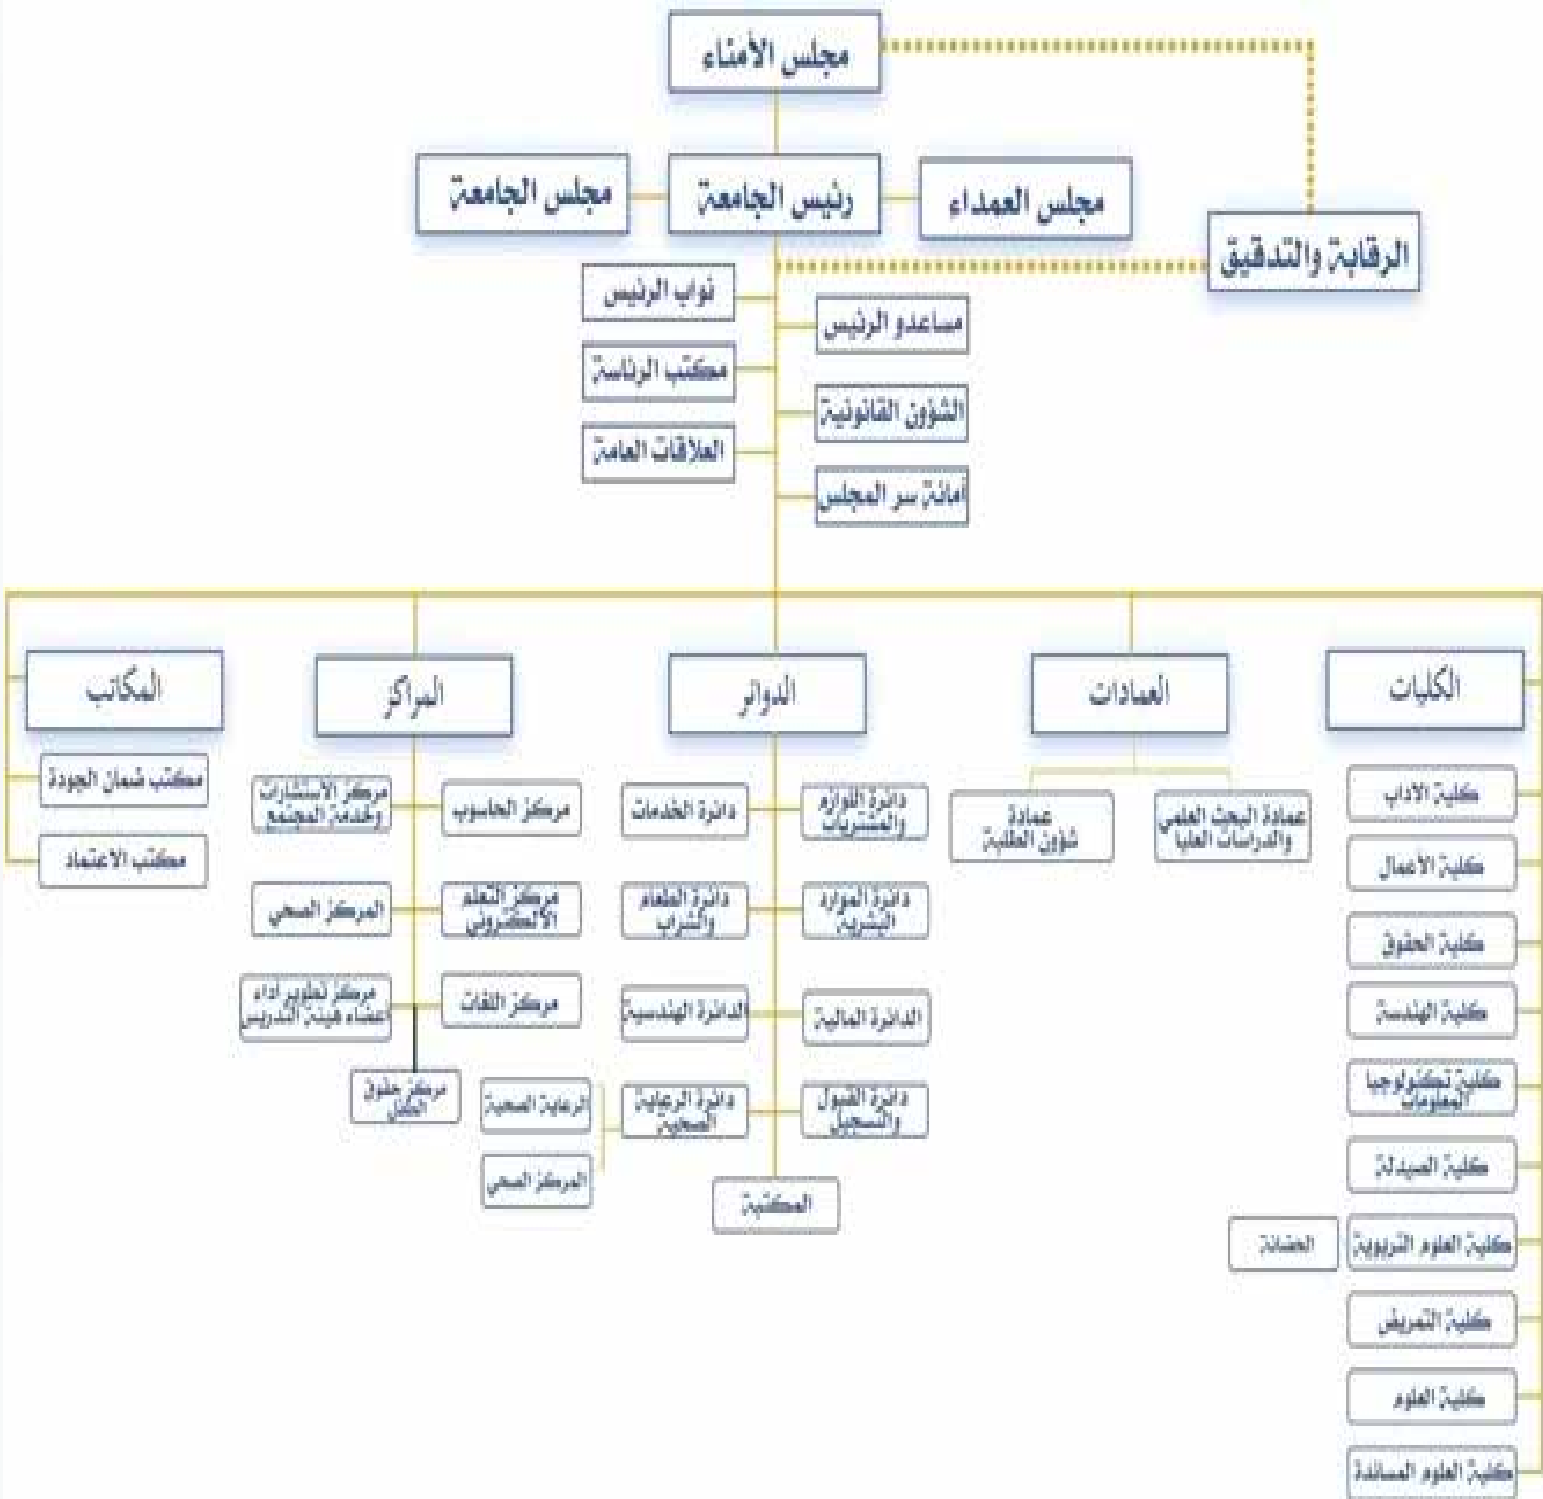 مجلس الأمناء
مجلس العمداء
رئيس الجامعة
مجلس الجامعة
الرقابة والتدقيق
نواب الرئيس
مساعدو الرئيس
مكتب الرئاسة
الشؤون القانونية
العلاقات العامة
أمانة سر المجلس
الكليات
العمادات
الدوائر
المراكز
المكاتب
كلية الآداب
كلية الأعمال
كلية الحقوق
كلية الهندسة
كلية تكنولوجيا
المعلومات
كلية الصيدلة
كلية العلوم التربوية
الحضانة
كلية التمريض
كلية العلوم
كلية العلوم المساندة
عمادة البحث العلمي
والدراسات العليا
عمادة
شؤون الطلبة
دائرة اللوازم
والمشتريات
دائرة الخدمات
دائرة الموارد
البشرية
دائرة الطعام
والشراب
الدائرة المالية
الدائرة الهندسية
دائرة القبول
والتسجيل
دائرة الرعاية
الصحية
الرعاية الصحية
المركز الصحي
المكتبة
مركز الحاسوب
مركز الاستشارات
وخدمة المجتمع
مركز التعلم
الالكتروني
المركز الصحي
مركز اللغات
مركز تطوير أداء
أعضاء هيئة التدريس
مركز حقوق
الطفل
مكتب ضمان الجودة
مكتب الاعتماد